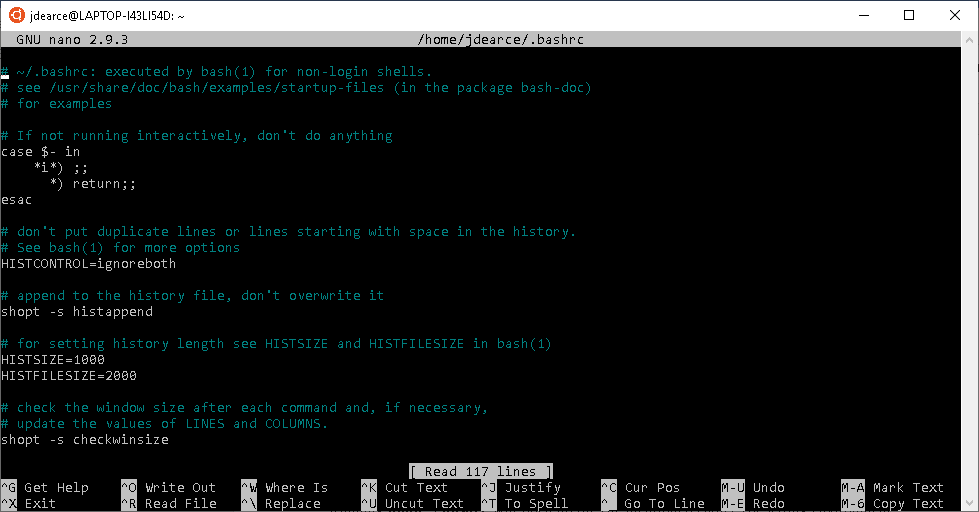 jdearce@LAPTOP-I43LI54D: ~
GNU nano 2.9.3 /home/jdearce/.bashrc
# ~/.bashrc: executed by bash(1) for non-login shells.
# see /usr/share/doc/bash/examples/startup-files (in the package bash-doc)
# for examples
# If not running interactively, don't do anything
case $- in
    *i*) ;;
      *) return;;
esac
# don't put duplicate lines or lines starting with space in the history.
# See bash(1) for more options
HISTCONTROL=ignoreboth
# append to the history file, don't overwrite it
shopt -s histappend
# for setting history length see HISTSIZE and HISTFILESIZE in bash(1)
HISTSIZE=1000
HISTFILESIZE=2000
# check the window size after each command and, if necessary,
# update the values of LINES and COLUMNS.
shopt -s checkwinsize
[ Read 117 lines ]
^G Get Help ^O Write Out ^W Where Is ^K Cut Text ^J Justify ^C Cur Pos M-U Undo M-A Mark Text
^X Exit ^R Read File ^\ Replace ^U Uncut Text ^T To Spell ^_ Go To Line M-E Redo M-6 Copy Text